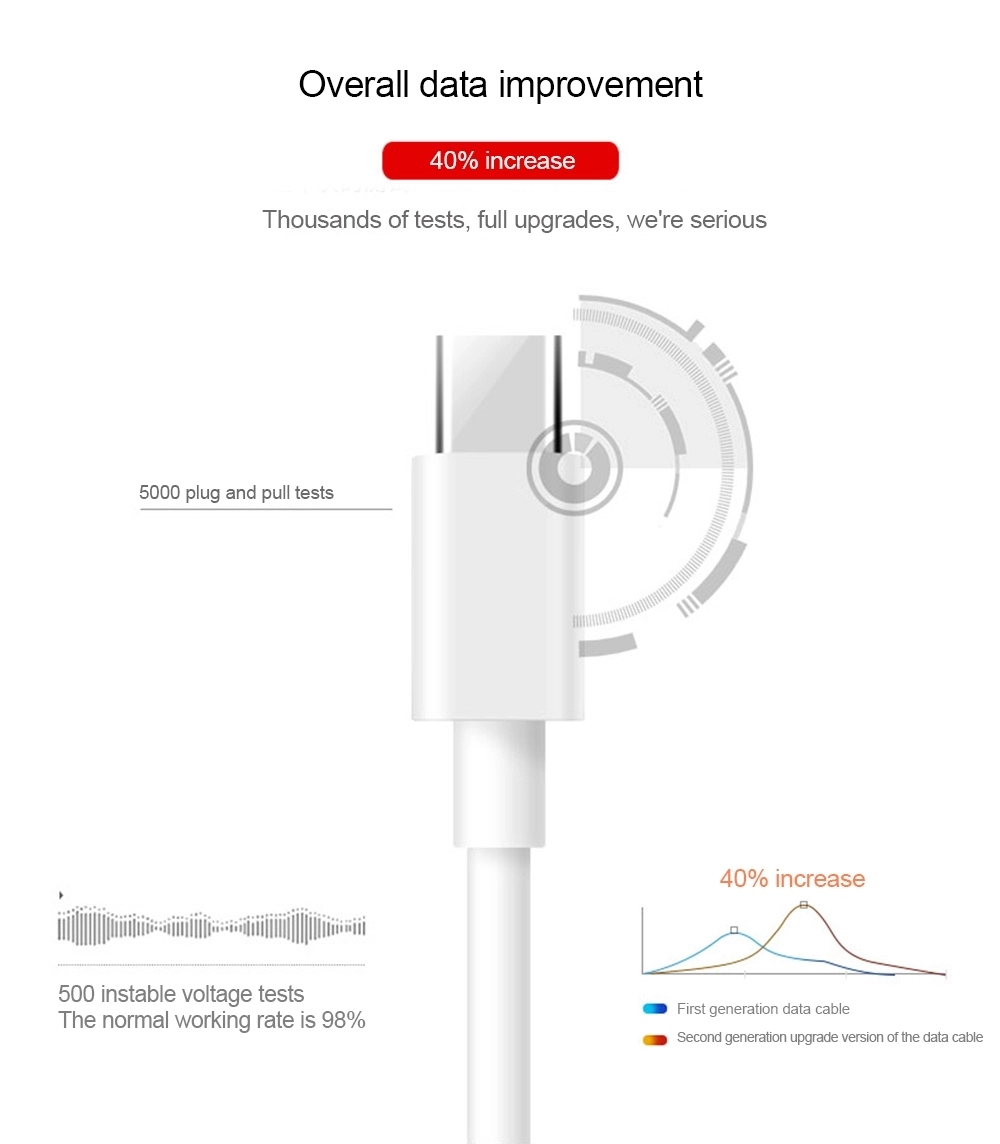 Overall data improvement
40% increase
Thousands of tests, full upgrades, we're serious
5000 plug and pull tests
500 instable voltage tests
The normal working rate is 98%
40% increase
First generation data cable
Second generation upgrade version of the data cable